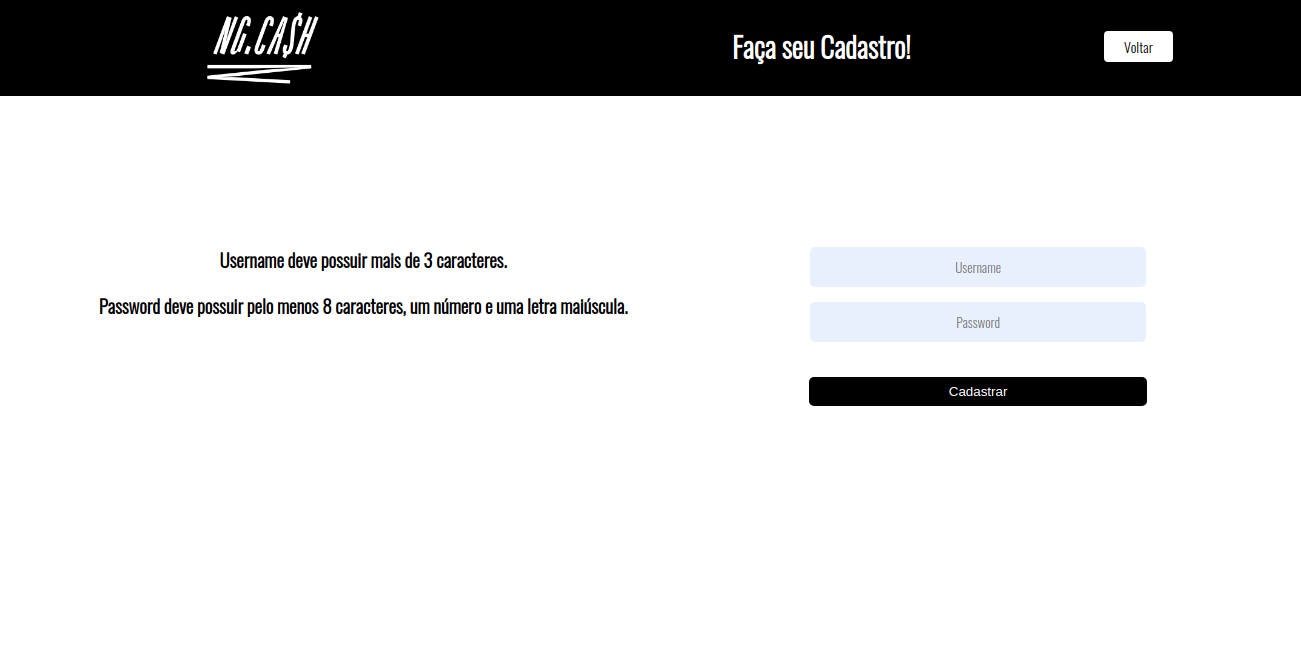 NG.CA$H
Faça seu Cadastro!
Voltar
Username deve possuir mais de 3 caracteres.
Password deve possuir pelo menos 8 caracteres, um número e uma letra maiúscula.
Username
Password
Cadastrar